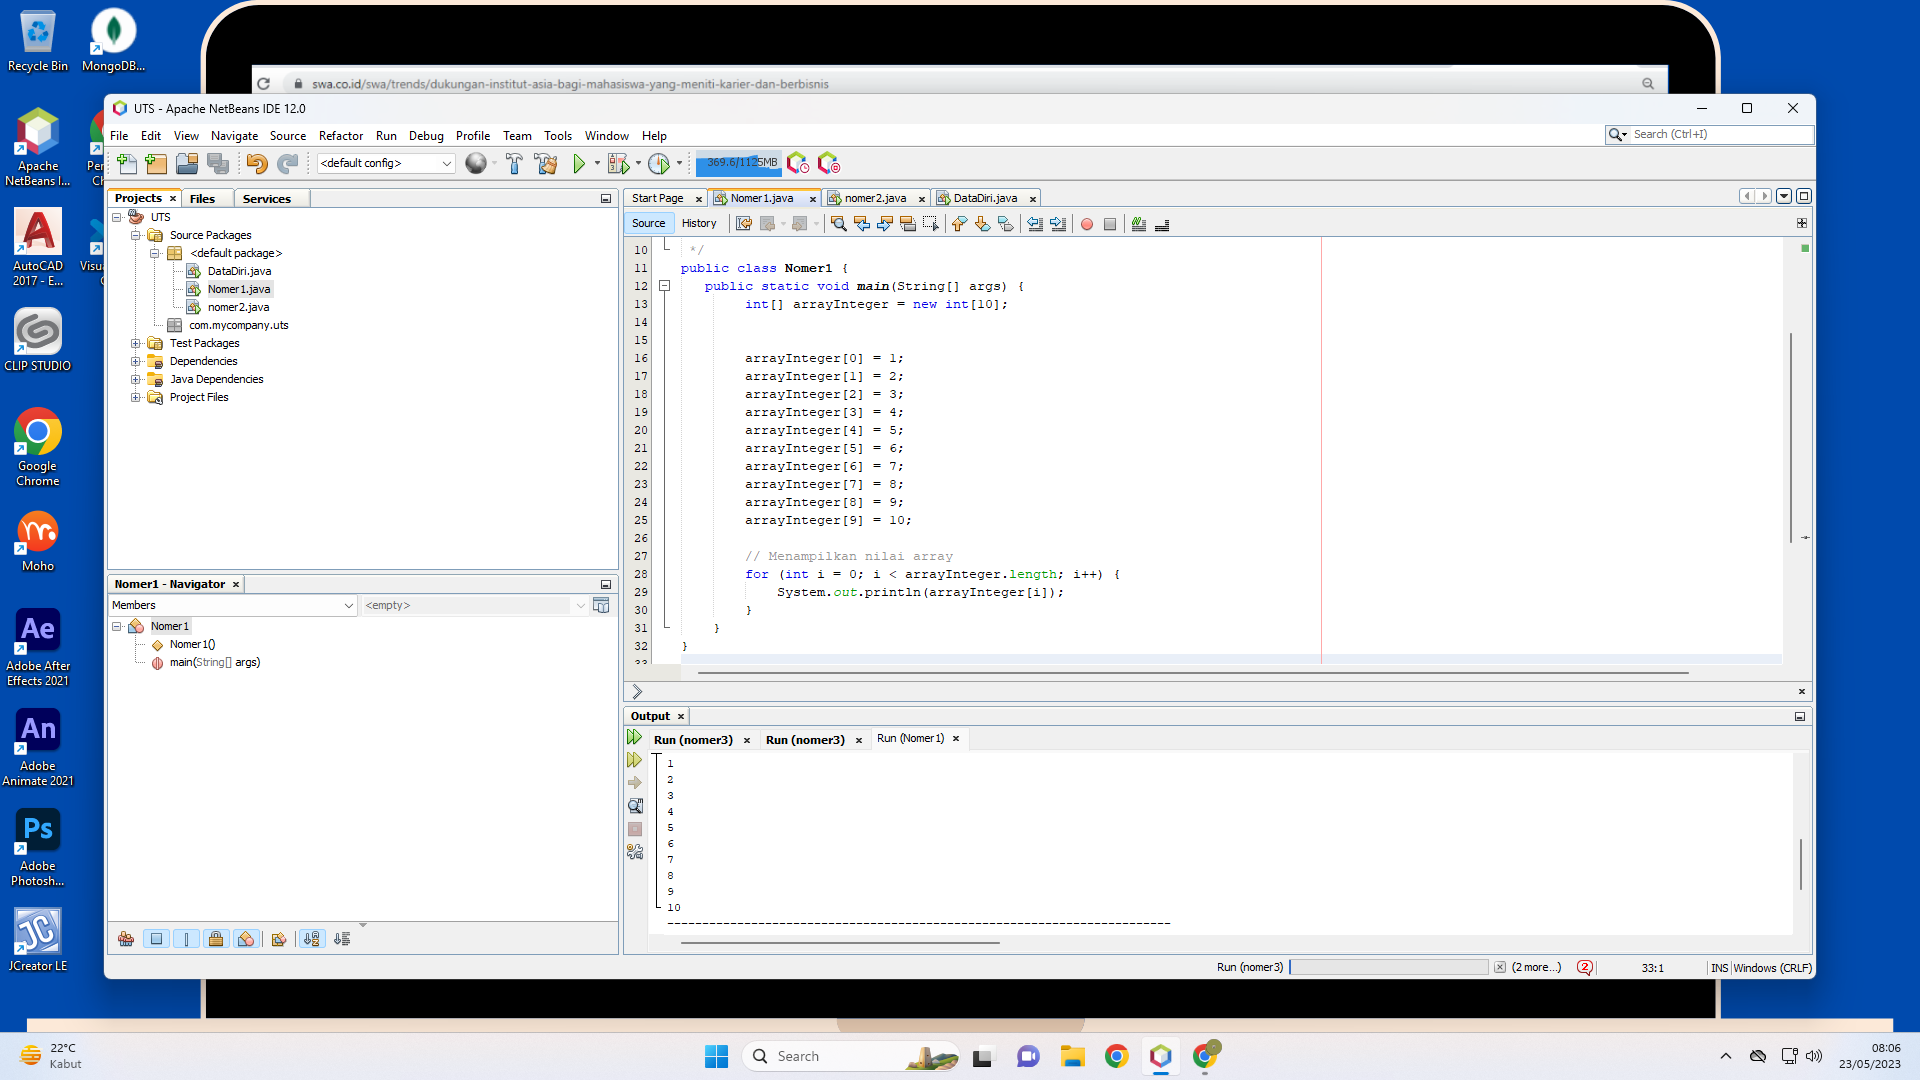 Recycle Bin
MongoDB...
Apache NetBeans I...
AutoCAD 2017 - E...
CLIP STUDIO
Google Chrome
Moho
Adobe After Effects 2021
Adobe Animate 2021
Adobe Photosh...
JCreator LE
swa.co.id/swa/trends/dukungan-institut-asia-bagi-mahasiswa-yang-meniti-karier-dan-berbisnis
UTS - Apache NetBeans IDE 12.0
File Edit View Navigate Source Refactor Run Debug Profile Team Tools Window Help
Search (Ctrl+I)
<default config>
369.6/1125MB
Projects Files Services
UTS
Source Packages
<default package>
DataDiri.java
Nomer1.java
nomer2.java
com.mycompany.uts
Test Packages
Dependencies
Java Dependencies
Project Files
Nomer1 - Navigator
Members <empty>
Nomer1
Nomer1()
main(String[] args)
Start Page Nomer1.java nomer2.java DataDiri.java
Source History
10 */
11 public class Nomer1 {
12 public static void main(String[] args) {
13 int[] arrayInteger = new int[10];
14
15
16 arrayInteger[0] = 1;
17 arrayInteger[1] = 2;
18 arrayInteger[2] = 3;
19 arrayInteger[3] = 4;
20 arrayInteger[4] = 5;
21 arrayInteger[5] = 6;
22 arrayInteger[6] = 7;
23 arrayInteger[7] = 8;
24 arrayInteger[8] = 9;
25 arrayInteger[9] = 10;
26
27 // Menampilkan nilai array
28 for (int i = 0; i < arrayInteger.length; i++) {
29 System.out.println(arrayInteger[i]);
30 }
31 }
32 }
33
Output
Run (nomer3) Run (nomer3) Run (Nomer1)
1
2
3
4
5
6
7
8
9
10
------------------------------------------------------------------------
Run (nomer3) (2 more...) 2 33:1 INS Windows (CRLF)
22°C
Kabut
Search
08:06
23/05/2023